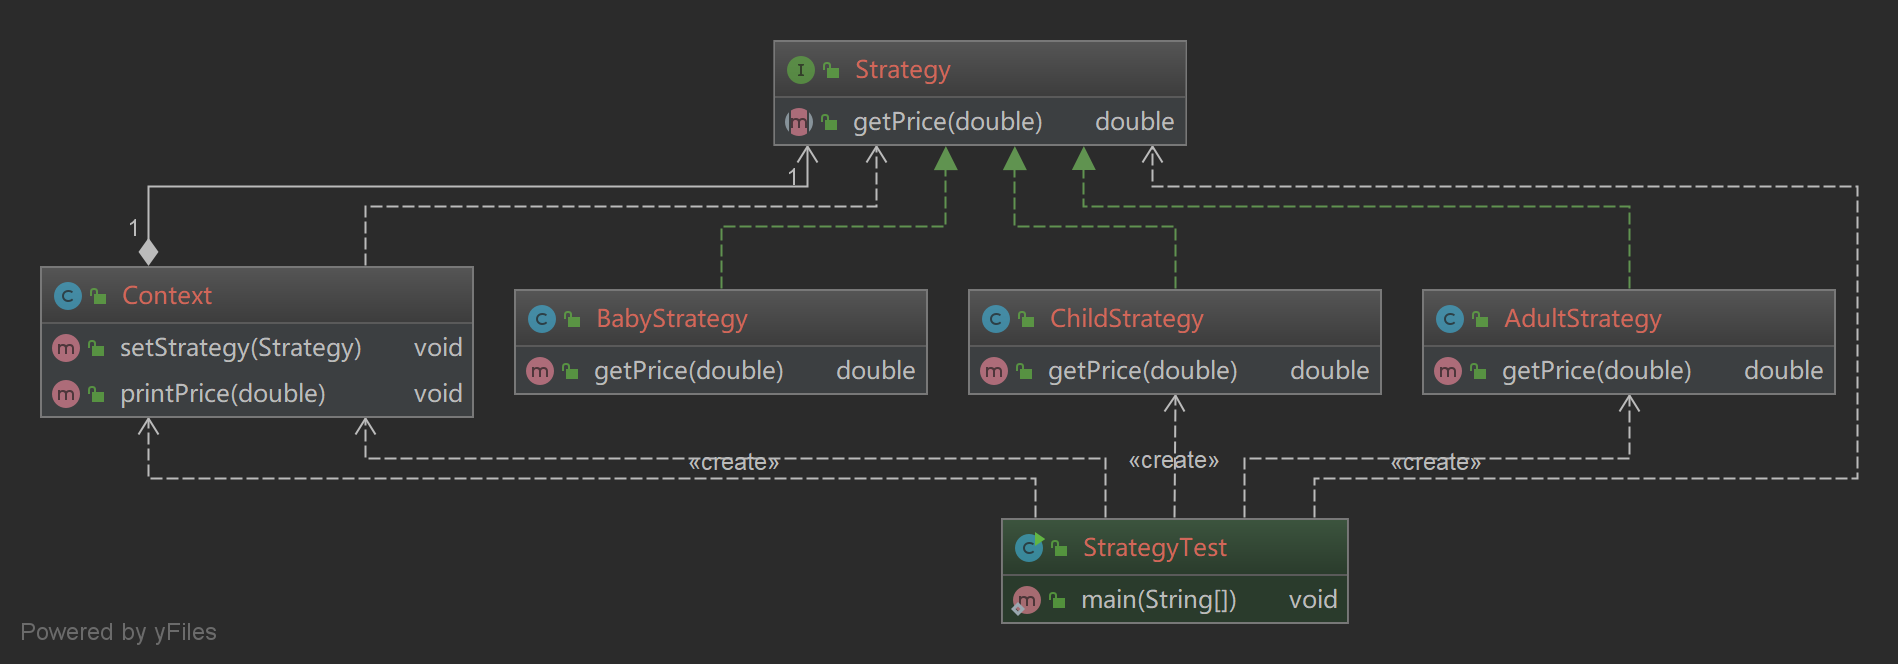 Strategy
getPrice(double) double
1
1
Context
setStrategy(Strategy) void
printPrice(double) void
BabyStrategy
getPrice(double) double
ChildStrategy
getPrice(double) double
AdultStrategy
getPrice(double) double
«create»
«create»
«create»
StrategyTest
main(String[]) void
Powered by yFiles